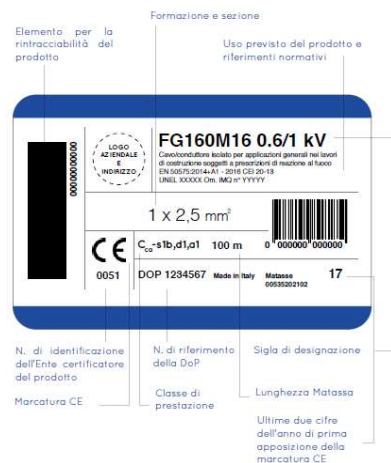 Formazione e sezione
Elemento per la
rintracciabilità del
prodotto
Uso previsto del prodotto e
riferimenti normativi
0000000000
LOGO
AZIENDALE
E
INDIRIZZO
FG16OM16 0.6/1 kV
Cavo/conduttore isolato per applicazioni generali nei lavori
di costruzione soggetti a prescrizioni di reazione al fuoco
EN 50575:2014+A1 - 2016 CEI 20-13
UNEL XXXXX Om. IMQ n° YYYYY
1 x 2,5 mm²
CE
Cca-s1b,d1,a1 100 m
0 000000 000000
0051
DOP 1234567 Made in Italy Matasse 17
00535202102
N. di identificazione
dell'Ente certificatore
del prodotto
N. di riferimento
della DoP
Sigla di designazione
Marcatura CE
Classe di
prestazione
Lunghezza Matassa
Ultime due cifre
dell'anno di prima
apposizione della
marcatura CE